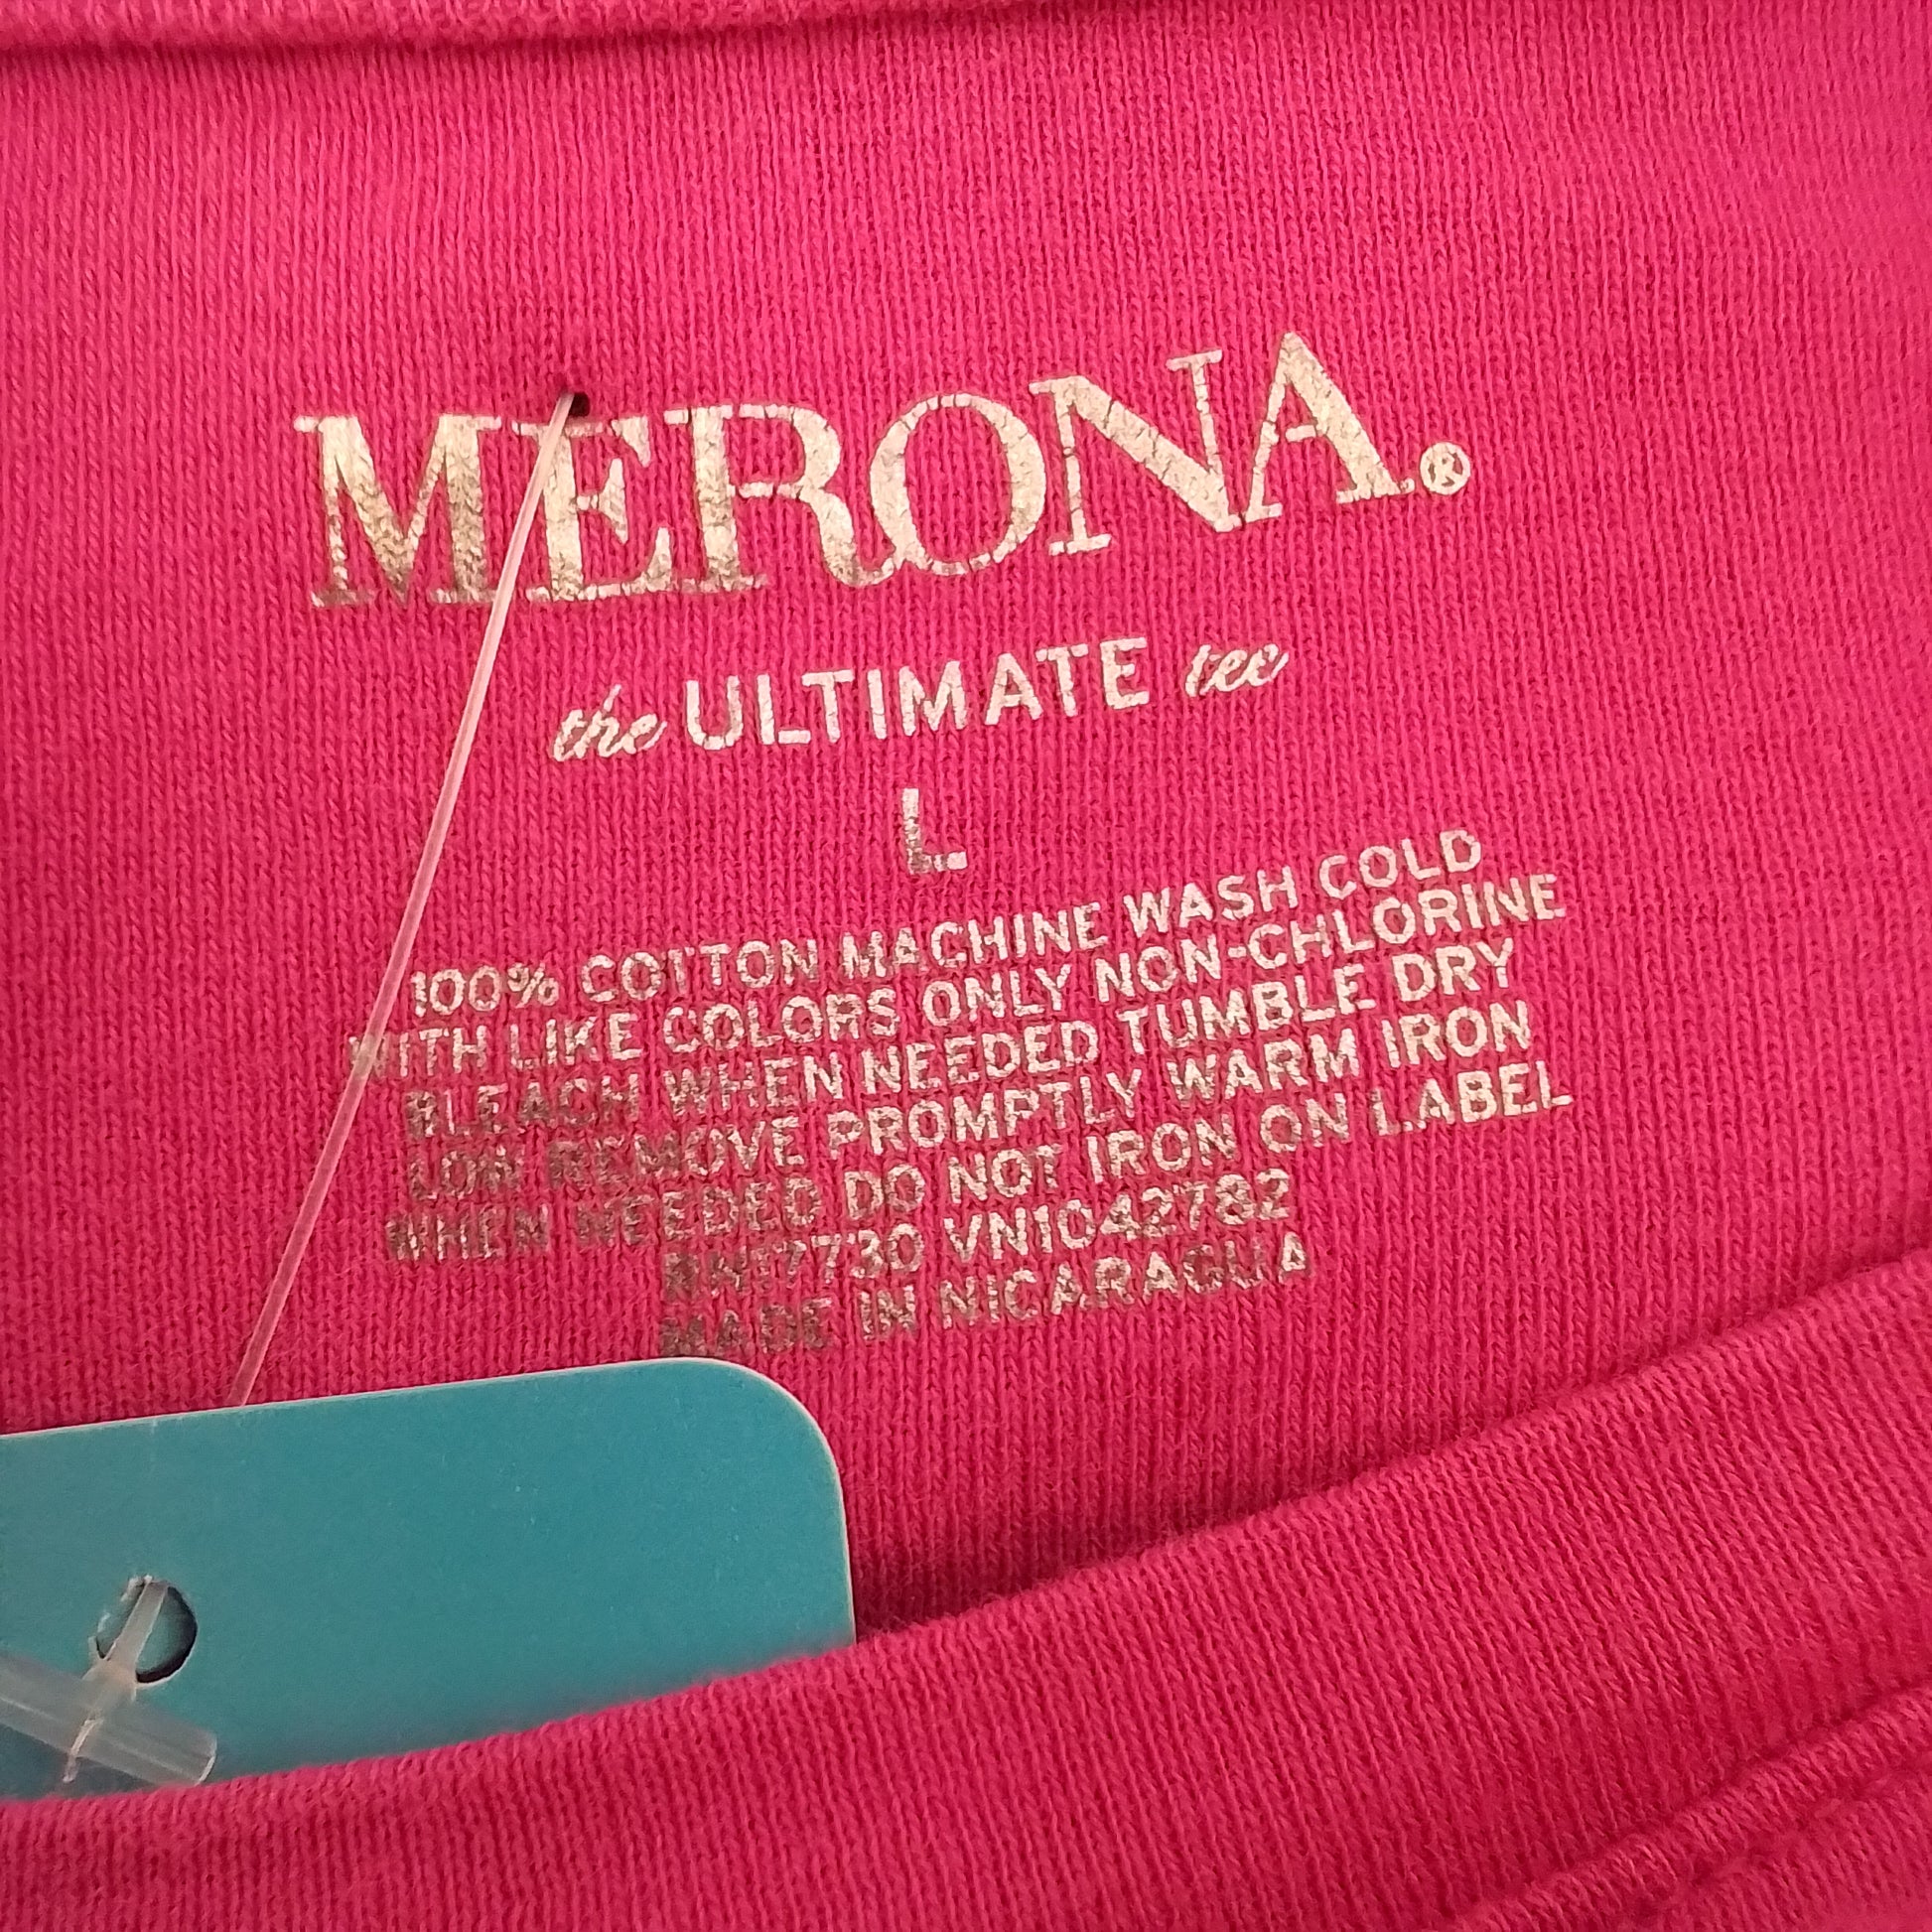 MERONA®
the ULTIMATE tee
L
100% COTTON MACHINE WASH COLD
WITH LIKE COLORS ONLY NON-CHLORINE
BLEACH WHEN NEEDED TUMBLE DRY
LOW REMOVE PROMPTLY WARM IRON
WHEN NEEDED DO NOT IRON ON LABEL
RN17730 VN1042782
MADE IN NICARAGUA